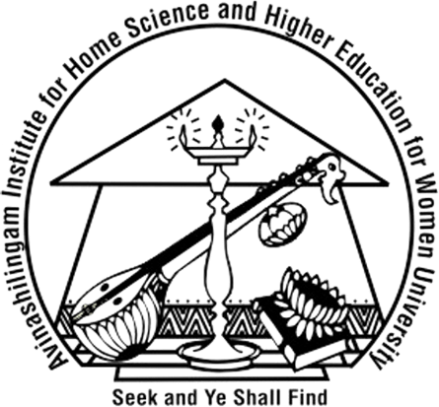 Avinashilingam Institute for Home Science and Higher Education for Women University
Seek and Ye Shall Find